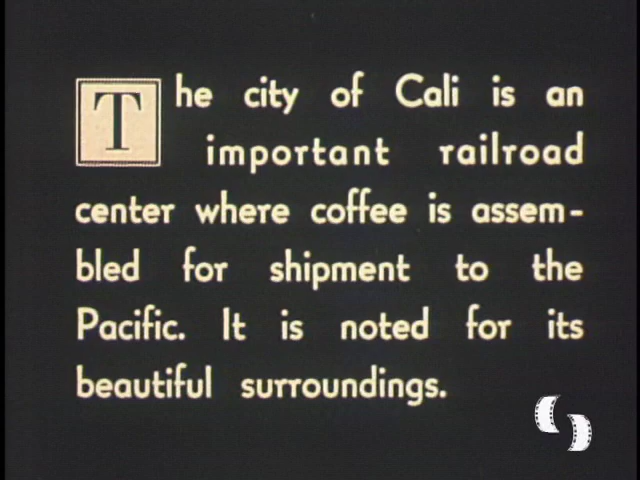 The city of Cali is an
important railroad
center where coffee is assem-
bled for shipment to the
Pacific. It is noted for its
beautiful surroundings.